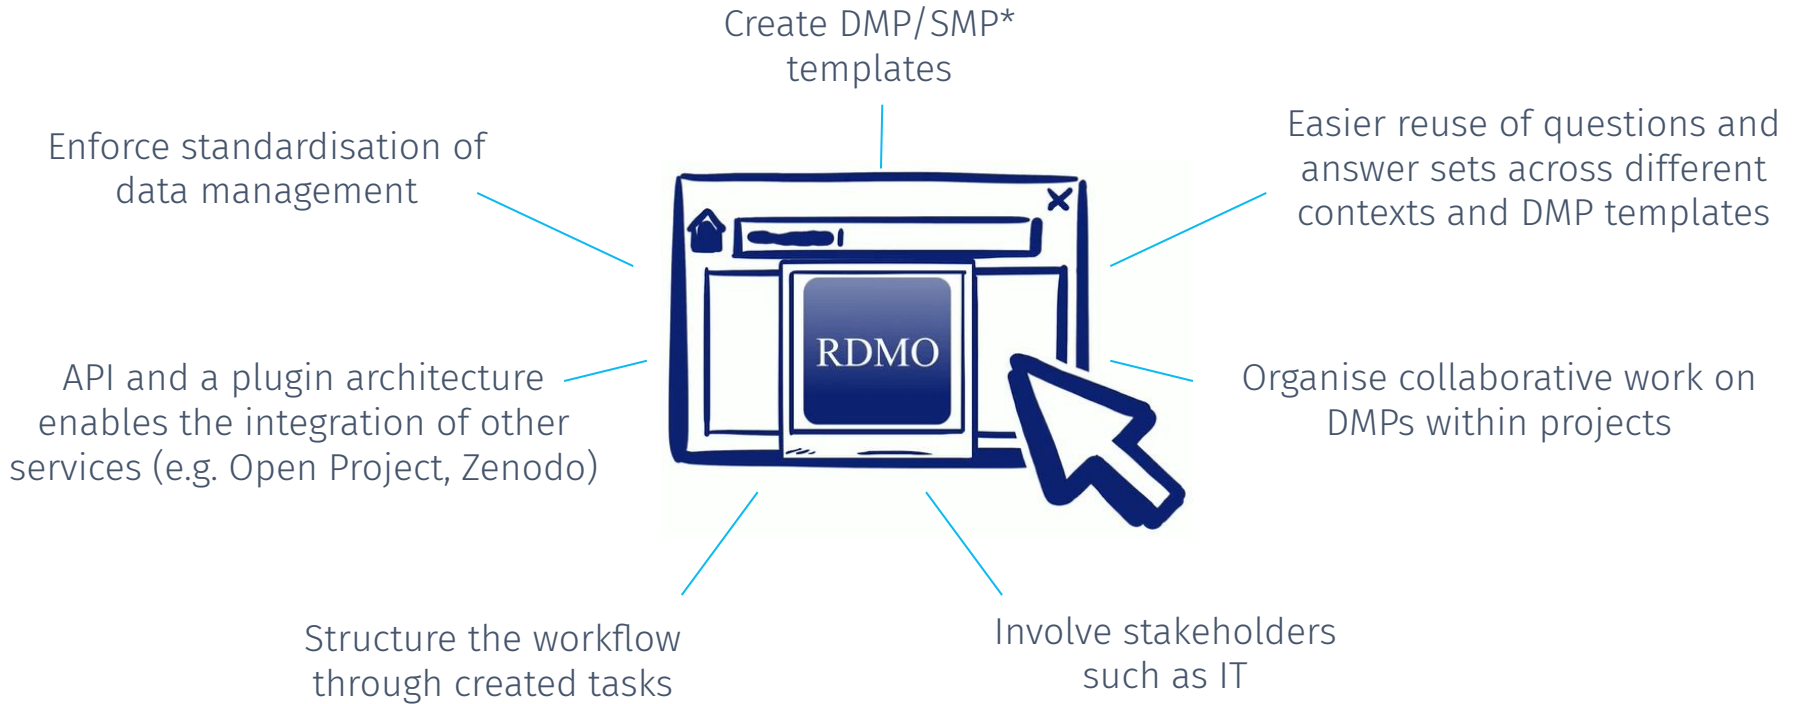 Create DMP/SMP*
templates
Enforce standardisation of
data management
Easier reuse of questions and
answer sets across different
contexts and DMP templates
RDMO
API and a plugin architecture
enables the integration of other
services (e.g. Open Project, Zenodo)
Organise collaborative work on
DMPs within projects
Structure the workflow
through created tasks
Involve stakeholders
such as IT